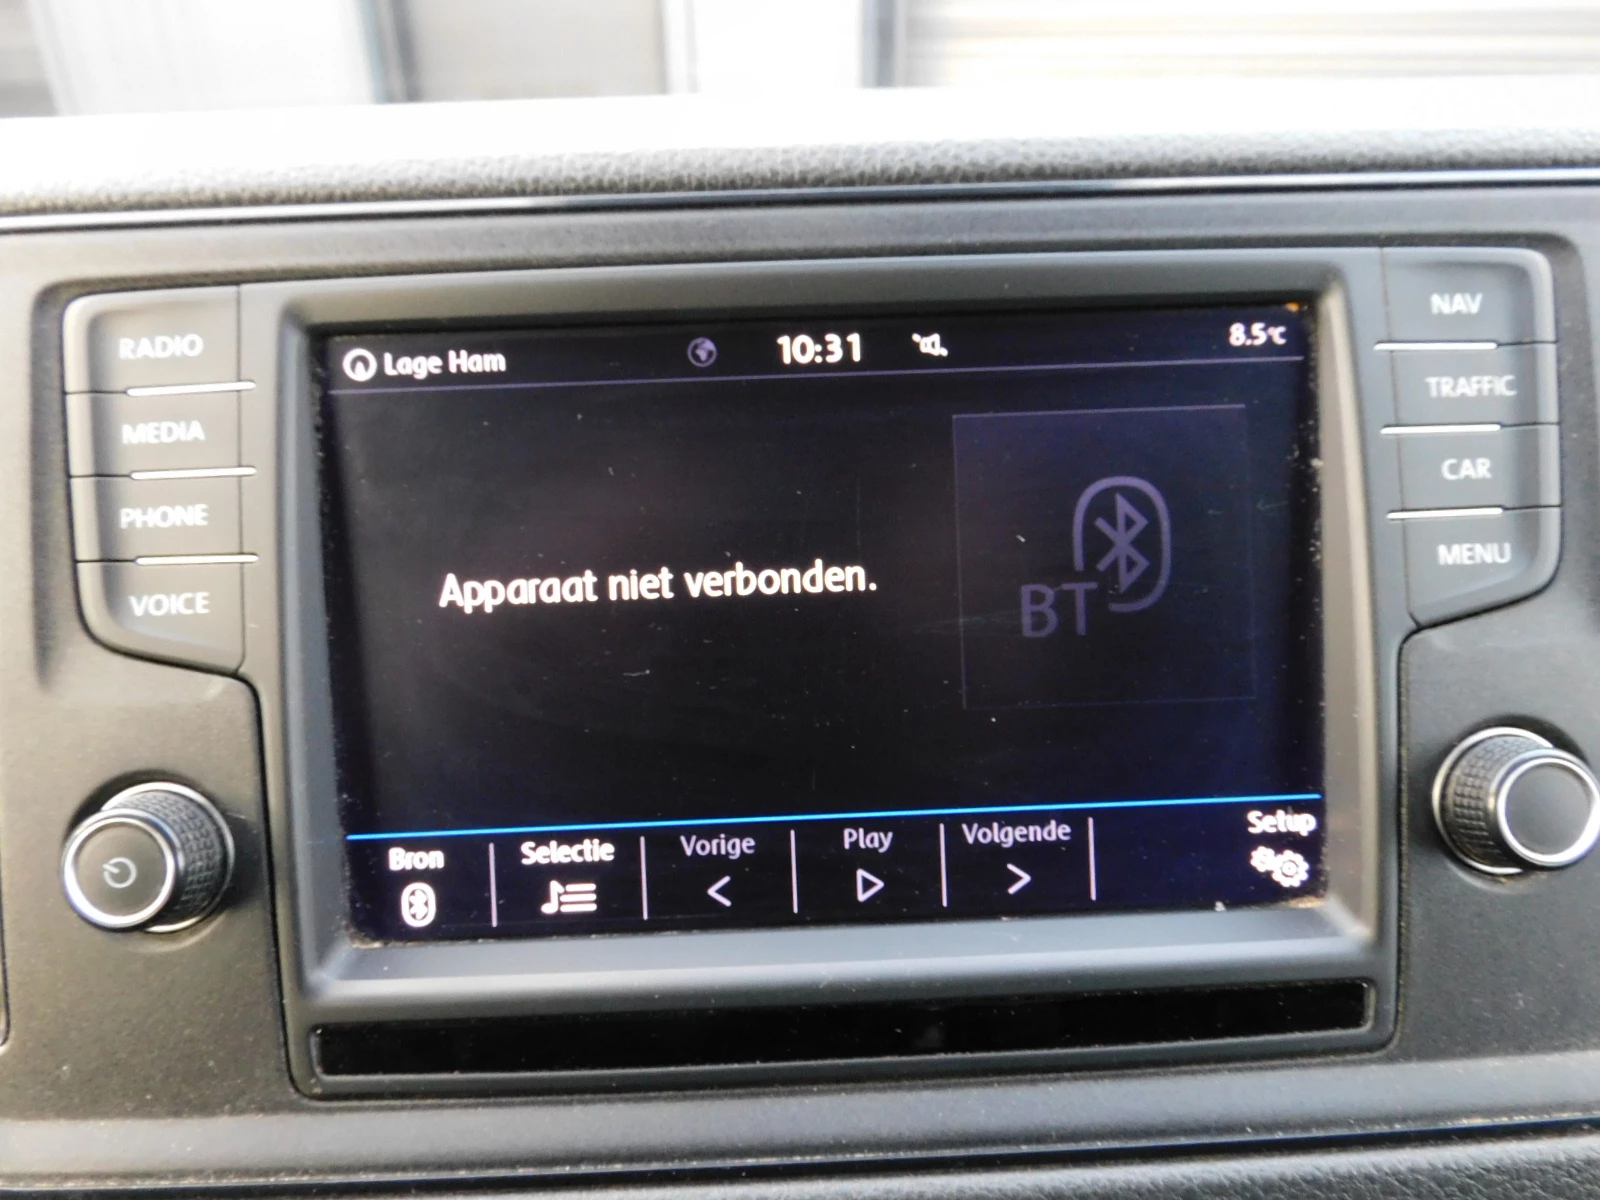 RADIO
MEDIA
PHONE
VOICE
Lage Ham
10:31
8.5°C
Apparaat niet verbonden.
BT
Bron
Selectie
Vorige
Play
Volgende
Setup
NAV
TRAFFIC
CAR
MENU